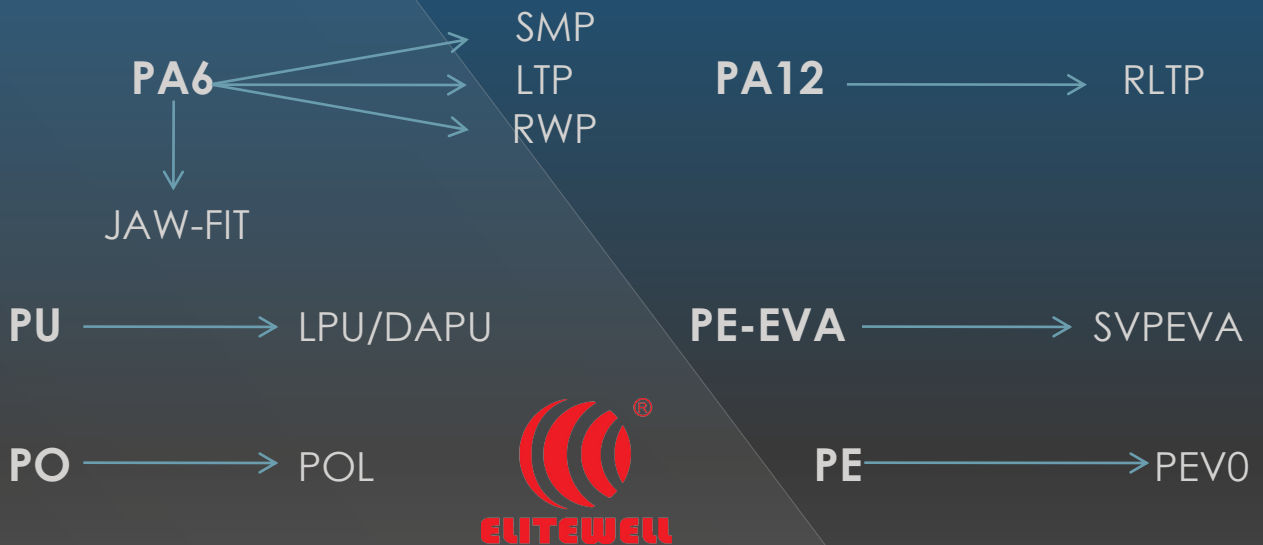 SMP
PA6
LTP
RWP
JAW-FIT
PA12
RLTP
PU
LPU/DAPU
PE-EVA
SVPEVA
PO
POL
PE
PEV0
®
ELITEWELL